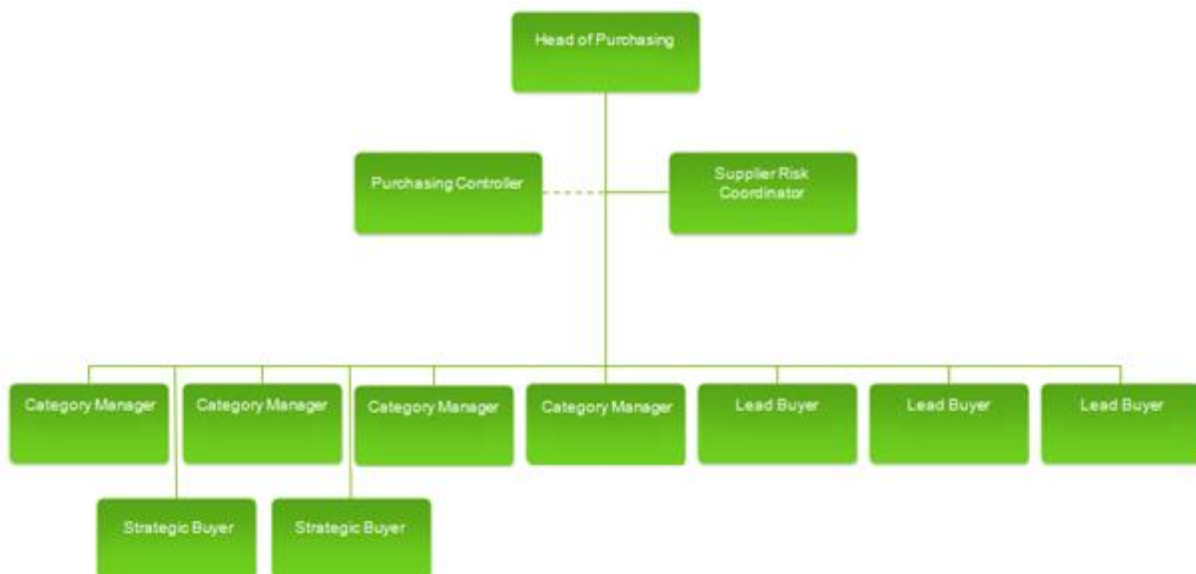 Head of Purchasing
Purchasing Controller
Supplier Risk
Coordinator
Category Manager
Category Manager
Category Manager
Category Manager
Lead Buyer
Lead Buyer
Lead Buyer
Strategic Buyer
Strategic Buyer